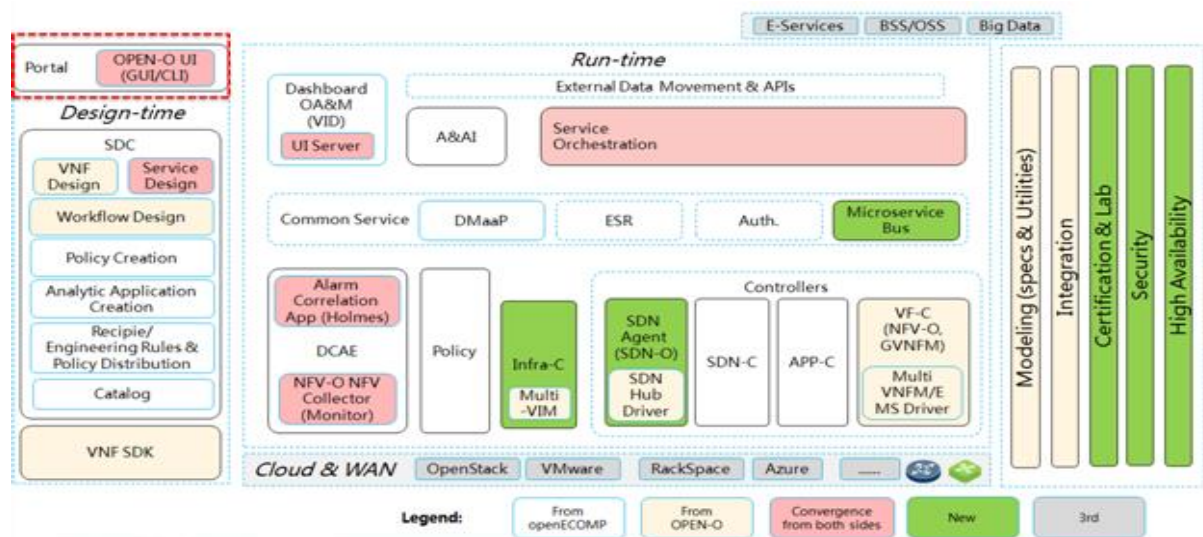 E-Services
BSS/OSS
Big Data
Portal
OPEN-O UI
(GUI/CLI)
Design-time
SDC
VNF
Design
Service
Design
Workflow Design
Policy Creation
Analytic Application
Creation
Recipie/
Engineering Rules &
Policy Distribution
Catalog
VNF SDK
Run-time
Dashboard
OA&M
(VID)
UI Server
External Data Movement & APIs
A&AI
Service
Orchestration
Common Service
DMaaP
ESR
Auth.
Microservice
Bus
Alarm
Correlation
App (Holmes)
DCAE
NFV-O NFV
Collector
(Monitor)
Policy
Infra-C
Multi
-VIM
Controllers
SDN
Agent
(SDN-O)
SDN
Hub
Driver
SDN-C
APP-C
VF-C
(NFV-O,
GVNFM)
Multi
VNFM/E
MS Driver
Cloud & WAN
OpenStack
VMware
RackSpace
Azure
......
Modeling (specs & Utilities)
Integration
Certification & Lab
Security
High Availability
Legend:
From
openECOMP
From
OPEN-O
Convergence
from both sides
New
3rd